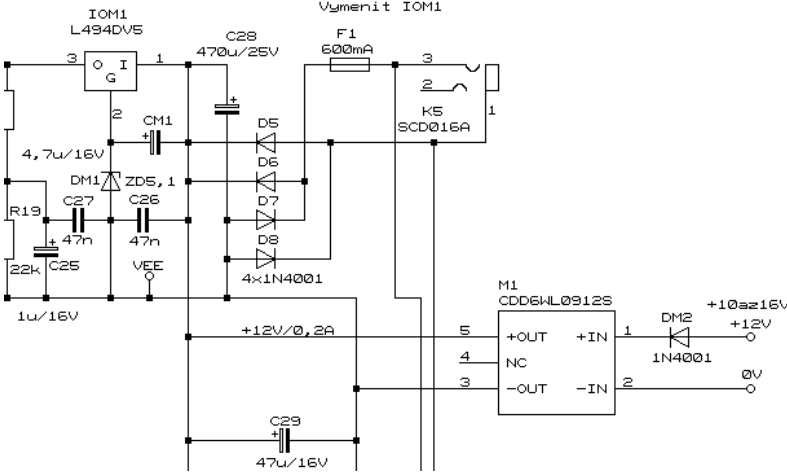 Vymenit IOM1
IOM1
L494DV5
C28
470u/25V
F1
600mA
3
O I
G
1
2
3
2
K5
SCD016A
1
CM1
4,7u/16V
DM1
ZD5,1
D5
D6
D7
D8
4x1N4001
R19
22k
C27
47n
C26
47n
C25
1u/16V
VEE
M1
CDD6WL0912S
+12V/0,2A
5
+OUT
+IN
1
DM2
1N4001
+10az16V
+12V
4
NC
3
-OUT
-IN
2
0V
C29
47u/16V